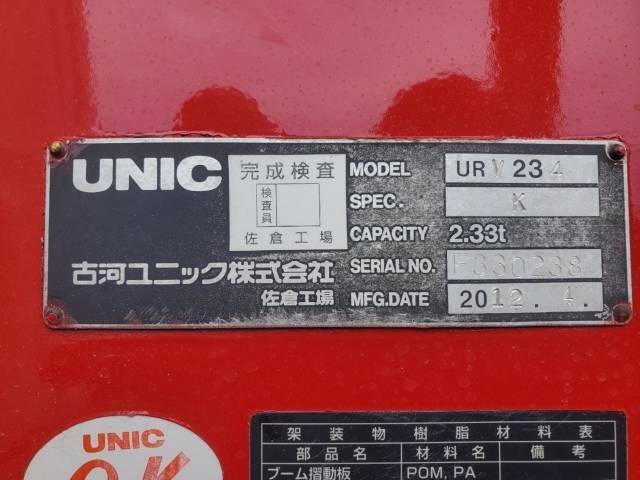 UNIC
完成検査
検査員
佐倉工場
古河ユニック株式会社
佐倉工場
MODEL URV234
SPEC. K
CAPACITY 2.33t
SERIAL NO. F330238
MFG.DATE 2012.4.
UNIC
OK
架装物樹脂材料表
部品名 材料名 備考
ブーム摺動板 POM, PA